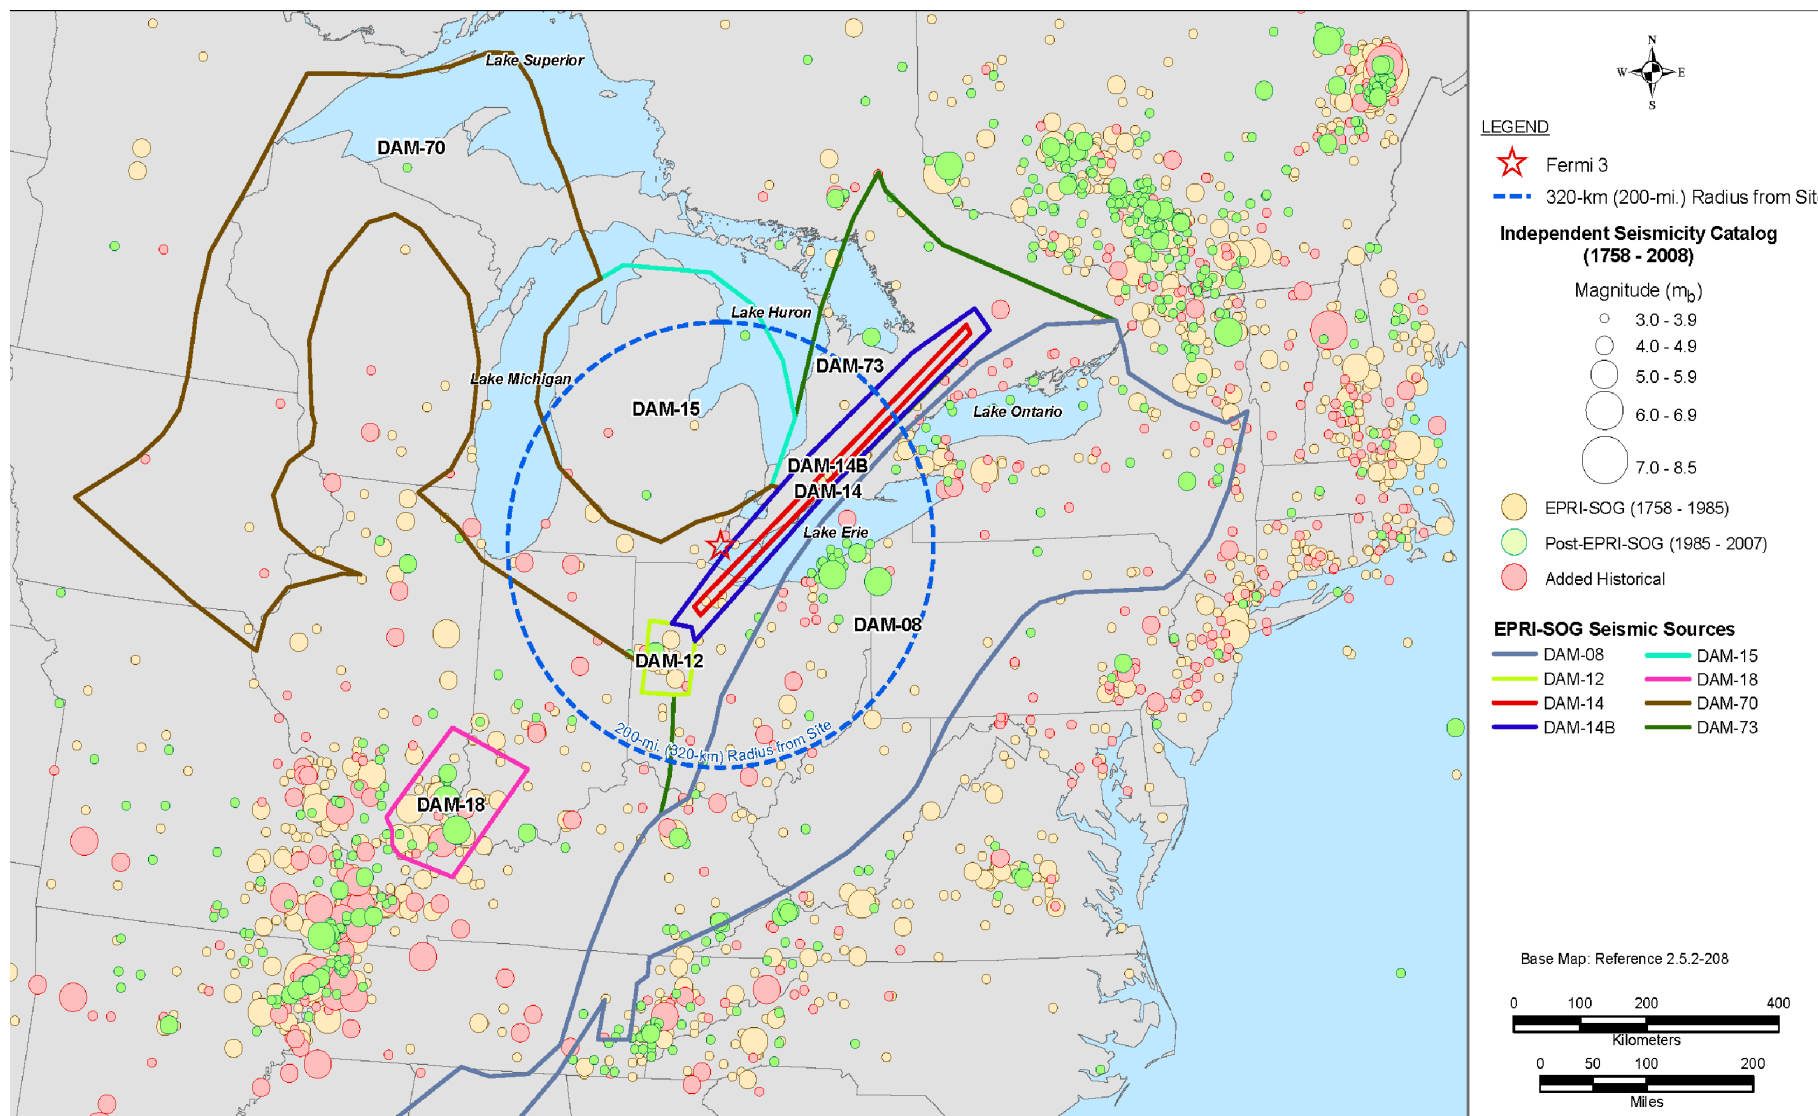 Lake Superior
DAM-70
Lake Huron
DAM-73
Lake Michigan
DAM-15
Lake Ontario
DAM-14B
DAM-14
Lake Erie
DAM-08
DAM-12
200-mi. (320-km) Radius from Site
DAM-18
N
W E
S
LEGEND
Fermi 3
320-km (200-mi.) Radius from Sit
Independent Seismicity Catalog
(1758 - 2008)
Magnitude (mb)
3.0 - 3.9
4.0 - 4.9
5.0 - 5.9
6.0 - 6.9
7.0 - 8.5
EPRI-SOG (1758 - 1985)
Post-EPRI-SOG (1985 - 2007)
Added Historical
EPRI-SOG Seismic Sources
DAM-08 DAM-15
DAM-12 DAM-18
DAM-14 DAM-70
DAM-14B DAM-73
Base Map: Reference 2.5.2-208
0 100 200 400
Kilometers
0 50 100 200
Miles